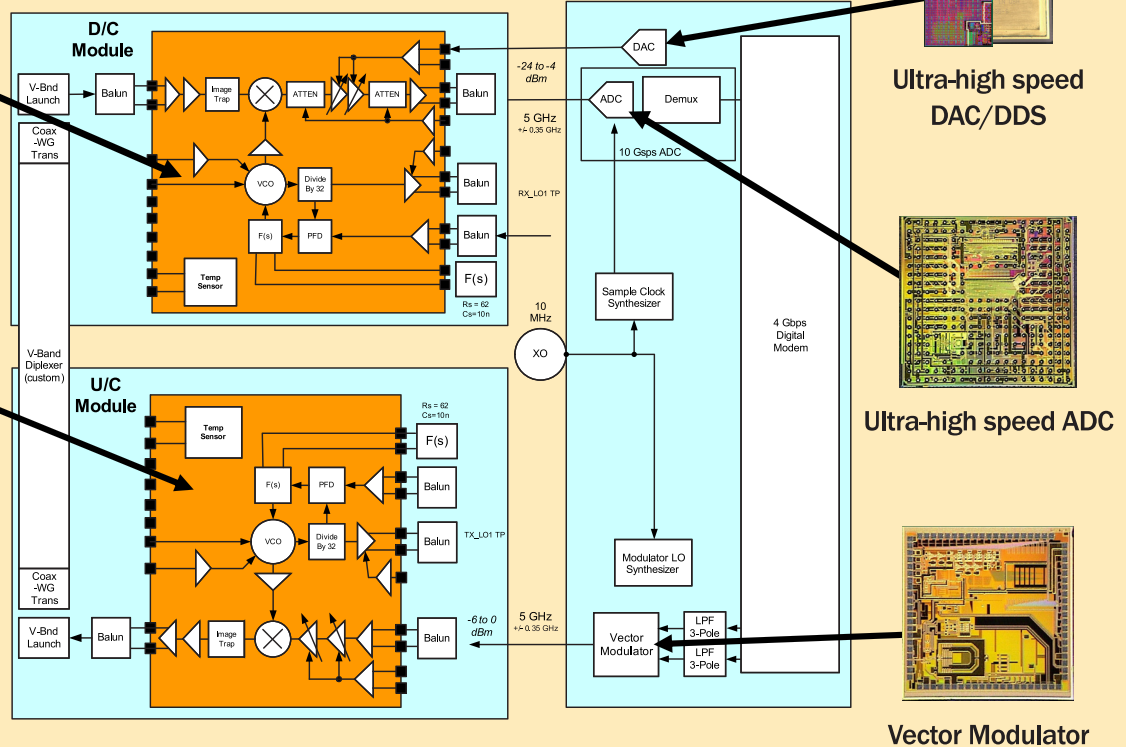 D/C
Module
V-Bnd
Launch
Balun
Image
Trap
ATTEN
ATTEN
Balun
Coax
-WG
Trans
VCO
Divide
By 32
Balun
F(s)
PFD
Balun
Temp
Sensor
F(s)
Rs = 62
Cs=10n
-24 to -4
dBm
5 GHz
+/- 0.35 GHz
RX_LO1 TP
DAC
ADC
Demux
10 Gsps ADC
Sample Clock
Synthesizer
10
MHz
XO
4 Gbps
Digital
Modem
V-Band
Diplexer
(custom)
U/C
Module
Temp
Sensor
Rs = 62
Cs=10n
F(s)
F(s)
PFD
Balun
VCO
Divide
By 32
Balun
TX_LO1 TP
Coax
-WG
Trans
V-Bnd
Launch
Balun
Image
Trap
Balun
-6 to 0
dBm
5 GHz
+/- 0.35 GHz
Modulator LO
Synthesizer
Vector
Modulator
LPF
3-Pole
LPF
3-Pole
Ultra-high speed
DAC/DDS
Ultra-high speed ADC
Vector Modulator